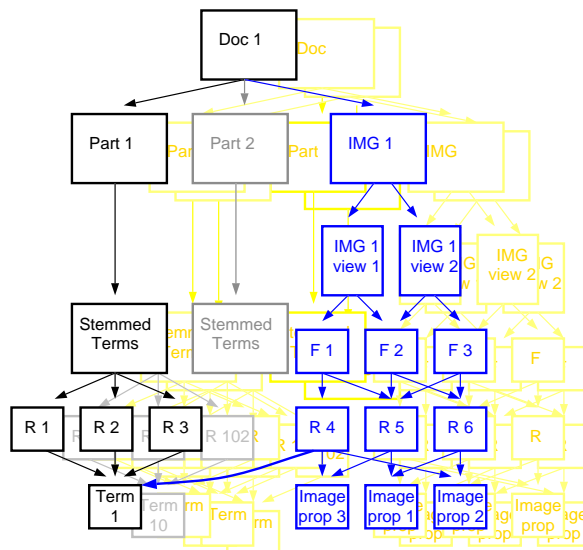 Doc 1
Doc
Part 1
Part 2
Part
IMG 1
IMG
IMG 1
view 1
IMG 1
view 2
IMG
view 2
Stemmed
Terms
Stemmed
Terms
F 1
F 2
F 3
F
R 1
R 2
R 3
R 102
R 4
R 5
R 6
R
Term
1
Term
10
Term
Image
prop 3
Image
prop 1
Image
prop 2
Image
prop